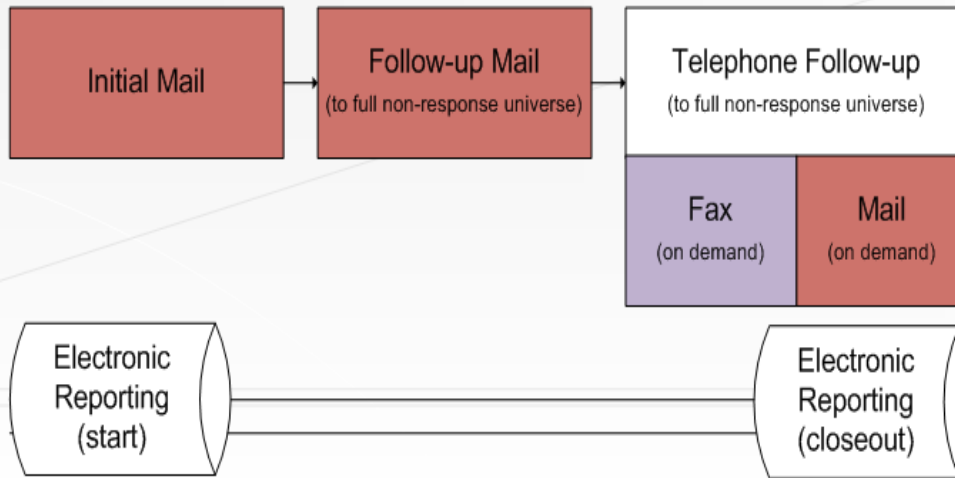 Initial Mail
Follow-up Mail
(to full non-response universe)
Telephone Follow-up
(to full non-response universe)
Fax
(on demand)
Mail
(on demand)
Electronic
Reporting
(start)
Electronic
Reporting
(closeout)